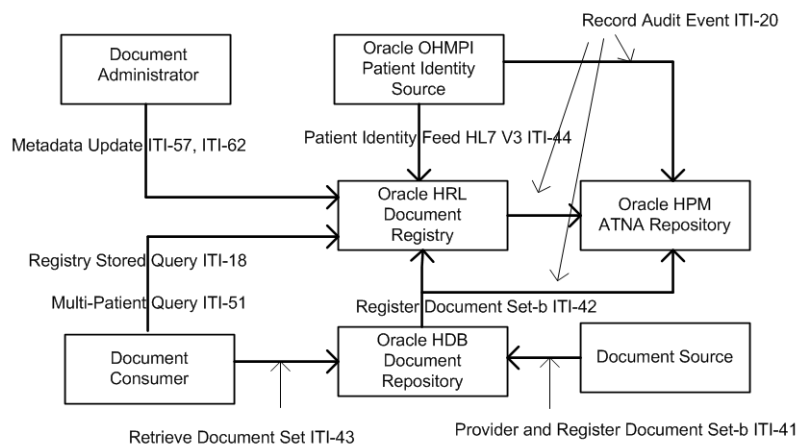 Record Audit Event ITI-20
Document
Administrator
Oracle OHMPI
Patient Identity
Source
Metadata Update ITI-57, ITI-62
Patient Identity Feed HL7 V3 ITI-44
Oracle HRL
Document
Registry
Oracle HPM
ATNA Repository
Registry Stored Query ITI-18
Multi-Patient Query ITI-51
Register Document Set-b ITI-42
Document
Consumer
Oracle HDB
Document
Repository
Document Source
Retrieve Document Set ITI-43
Provider and Register Document Set-b ITI-41